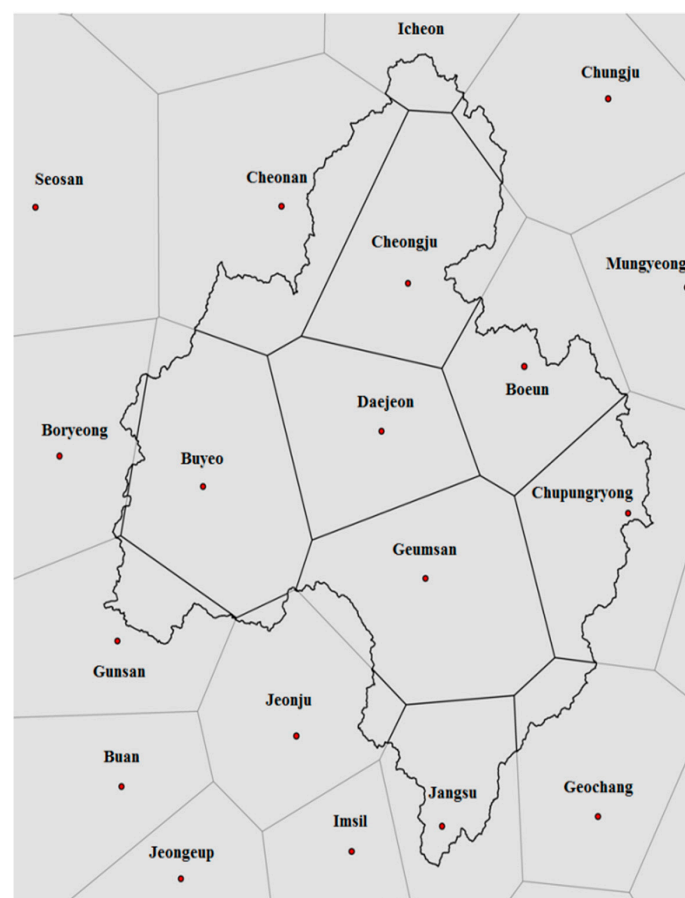 Icheon
Chungju
Seosan
Cheonan
Cheongju
Mungyeong
Daejeon
Boeun
Boryeong
Buyeo
Chupungryong
Geumsan
Gunsan
Jeonju
Buan
Geochang
Jangsu
Imsil
Jeongeup